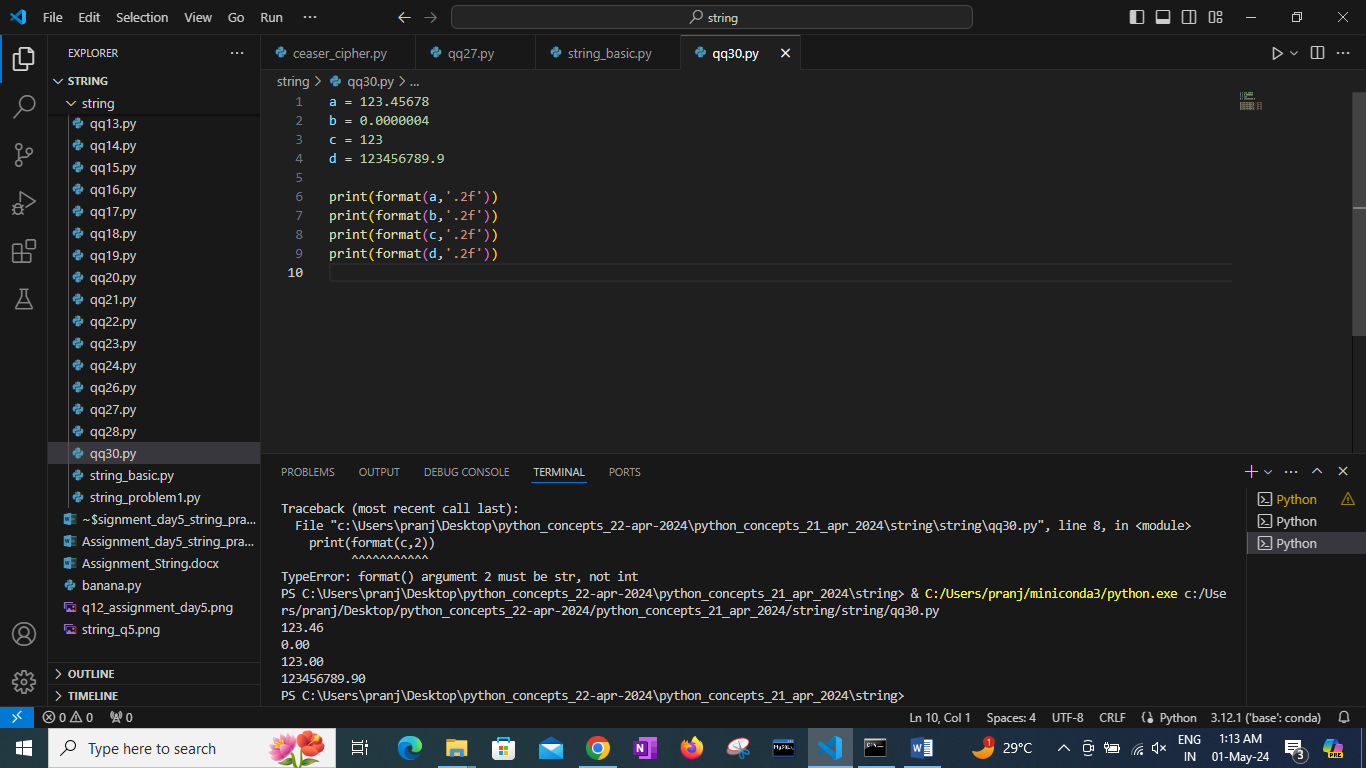 File Edit Selection View Go Run ···
string
EXPLORER ···
STRING
string
qq13.py
qq14.py
qq15.py
qq16.py
qq17.py
qq18.py
qq19.py
qq20.py
qq21.py
qq22.py
qq23.py
qq24.py
qq26.py
qq27.py
qq28.py
qq30.py
string_basic.py
string_problem1.py
~$signment_day5_string_pra...
Assignment_day5_string_pra...
Assignment_String.docx
banana.py
q12_assignment_day5.png
string_q5.png
OUTLINE
TIMELINE
ceaser_cipher.py qq27.py string_basic.py qq30.py
string > qq30.py > ...
1 a = 123.45678
2 b = 0.0000004
3 c = 123
4 d = 123456789.9
5
6 print(format(a,'.2f'))
7 print(format(b,'.2f'))
8 print(format(c,'.2f'))
9 print(format(d,'.2f'))
10
PROBLEMS OUTPUT DEBUG CONSOLE TERMINAL PORTS
Traceback (most recent call last):
File "c:\Users\pranj\Desktop\python_concepts_22-apr-2024\python_concepts_21_apr_2024\string\string\qq30.py", line 8, in <module>
print(format(c,2))
^^^^^^^^^^^
TypeError: format() argument 2 must be str, not int
PS C:\Users\pranj\Desktop\python_concepts_22-apr-2024\python_concepts_21_apr_2024\string> & C:/Users/pranj/miniconda3/python.exe c:/Use
rs/pranj/Desktop/python_concepts_22-apr-2024/python_concepts_21_apr_2024/string/string/qq30.py
123.46
0.00
123.00
123456789.90
PS C:\Users\pranj\Desktop\python_concepts_22-apr-2024\python_concepts_21_apr_2024\string>
Python
Python
Python
0 0 0
Ln 10, Col 1 Spaces: 4 UTF-8 CRLF Python 3.12.1 ('base': conda)
Type here to search
1 29°C
ENG
IN
1:13 AM
01-May-24
3
PRE